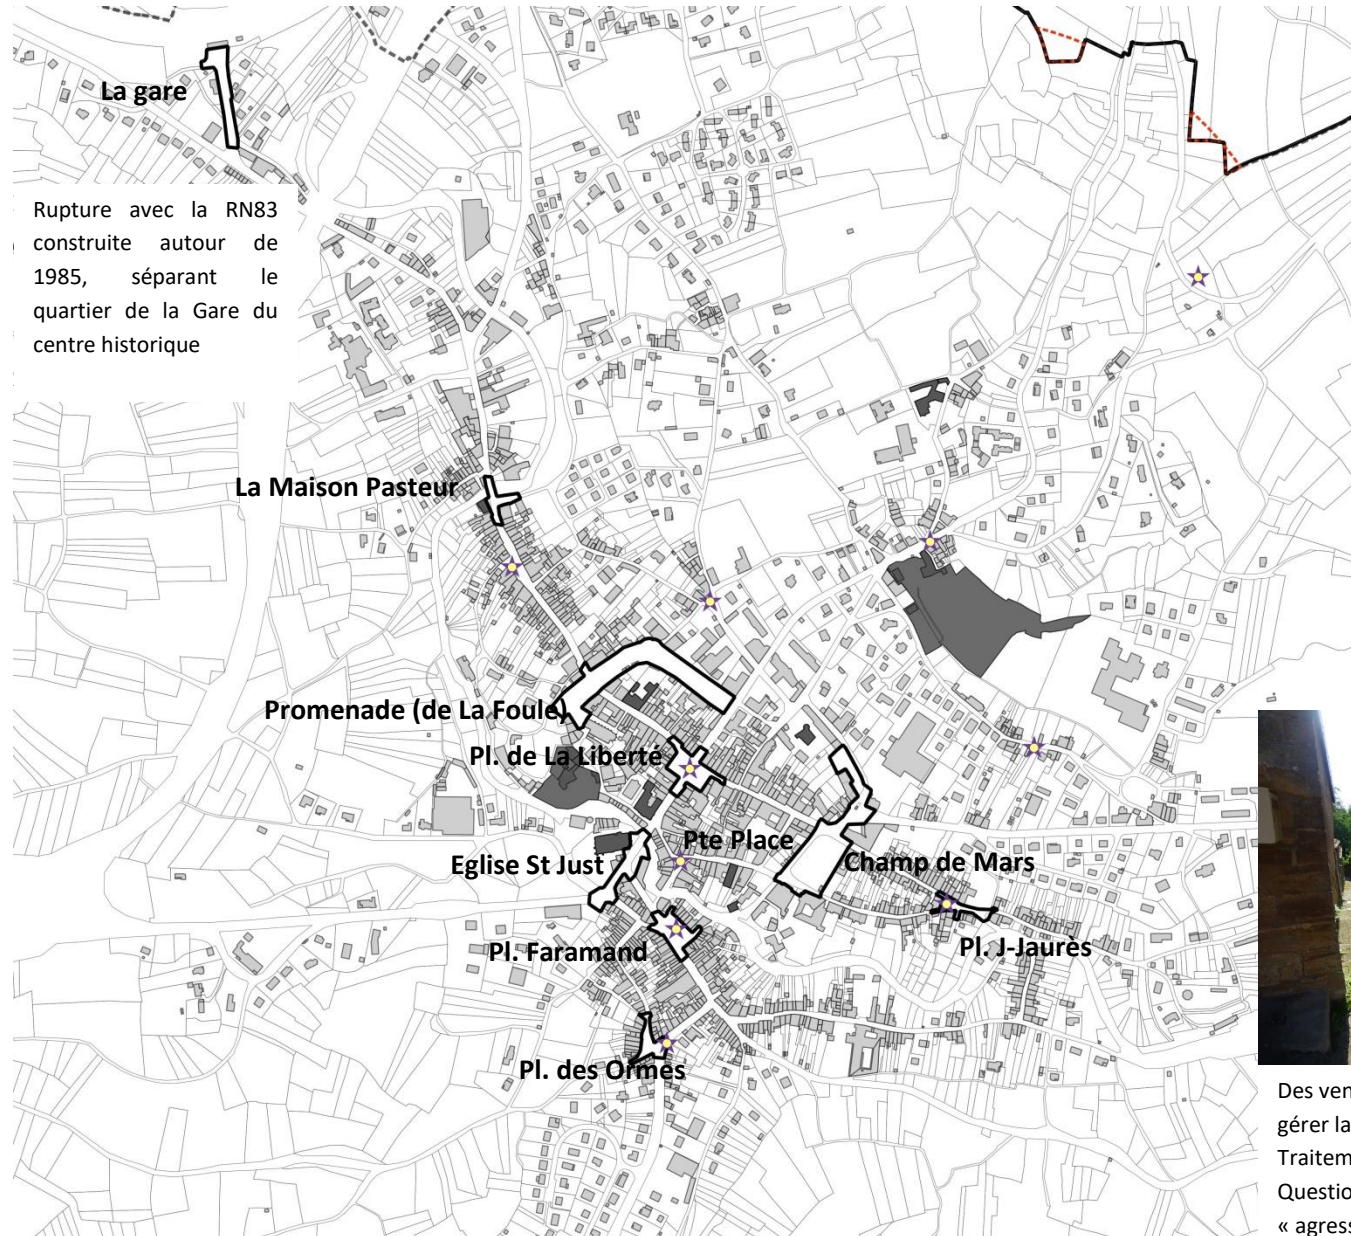 La gare
Rupture avec la RN83
construite autour de
1985, séparant le
quartier de la Gare du
centre historique
La Maison Pasteur
Promenade (de La Foule)
Pl. de La Liberté
Pte Place
Eglise St Just
Champ de Mars
Pl. Faramand
Pl. J-Jaurès
Pl. des Ormes
Des ven
gérer la
Traitem
Questio
« agress